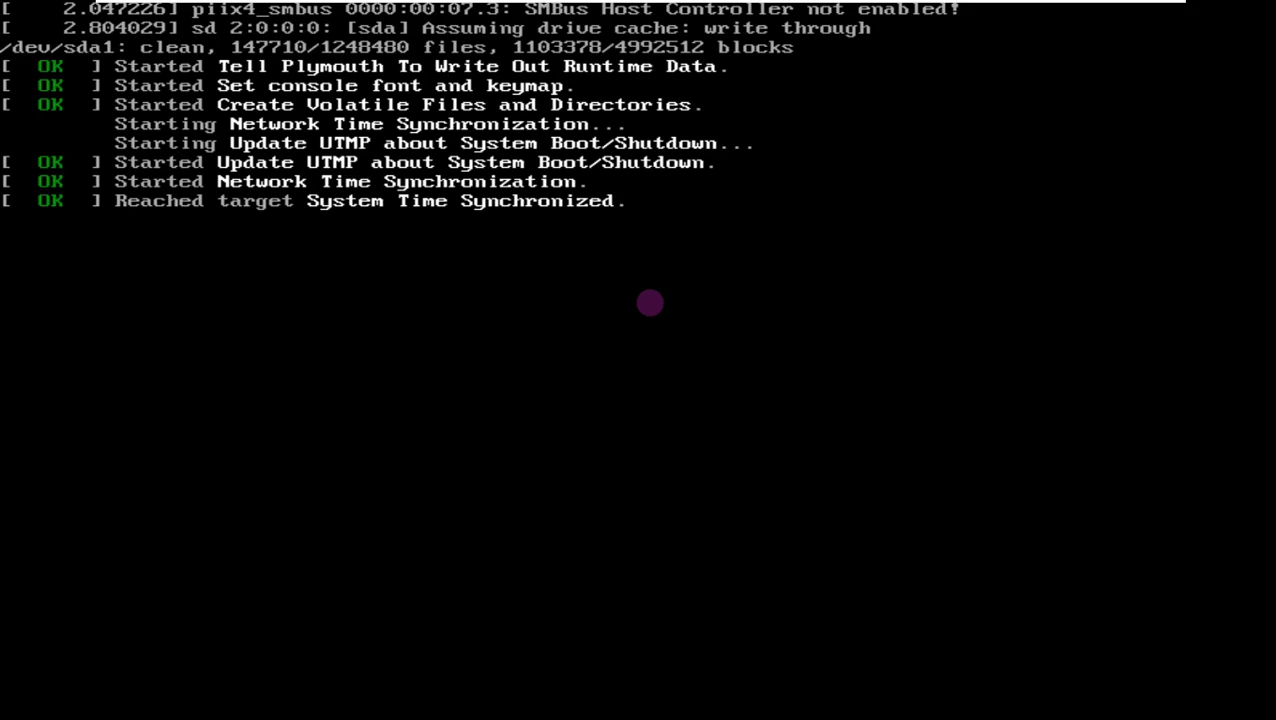 [    2.047226] piix4_smbus 0000:00:07.3: SMBus Host Controller not enabled!
[    2.804029] sd 2:0:0:0: [sda] Assuming drive cache: write through
/dev/sda1: clean, 147710/1248480 files, 1103378/4992512 blocks
[  OK  ] Started Tell Plymouth To Write Out Runtime Data.
[  OK  ] Started Set console font and keymap.
[  OK  ] Started Create Volatile Files and Directories.
         Starting Network Time Synchronization...
         Starting Update UTMP about System Boot/Shutdown...
[  OK  ] Started Update UTMP about System Boot/Shutdown.
[  OK  ] Started Network Time Synchronization.
[  OK  ] Reached target System Time Synchronized.